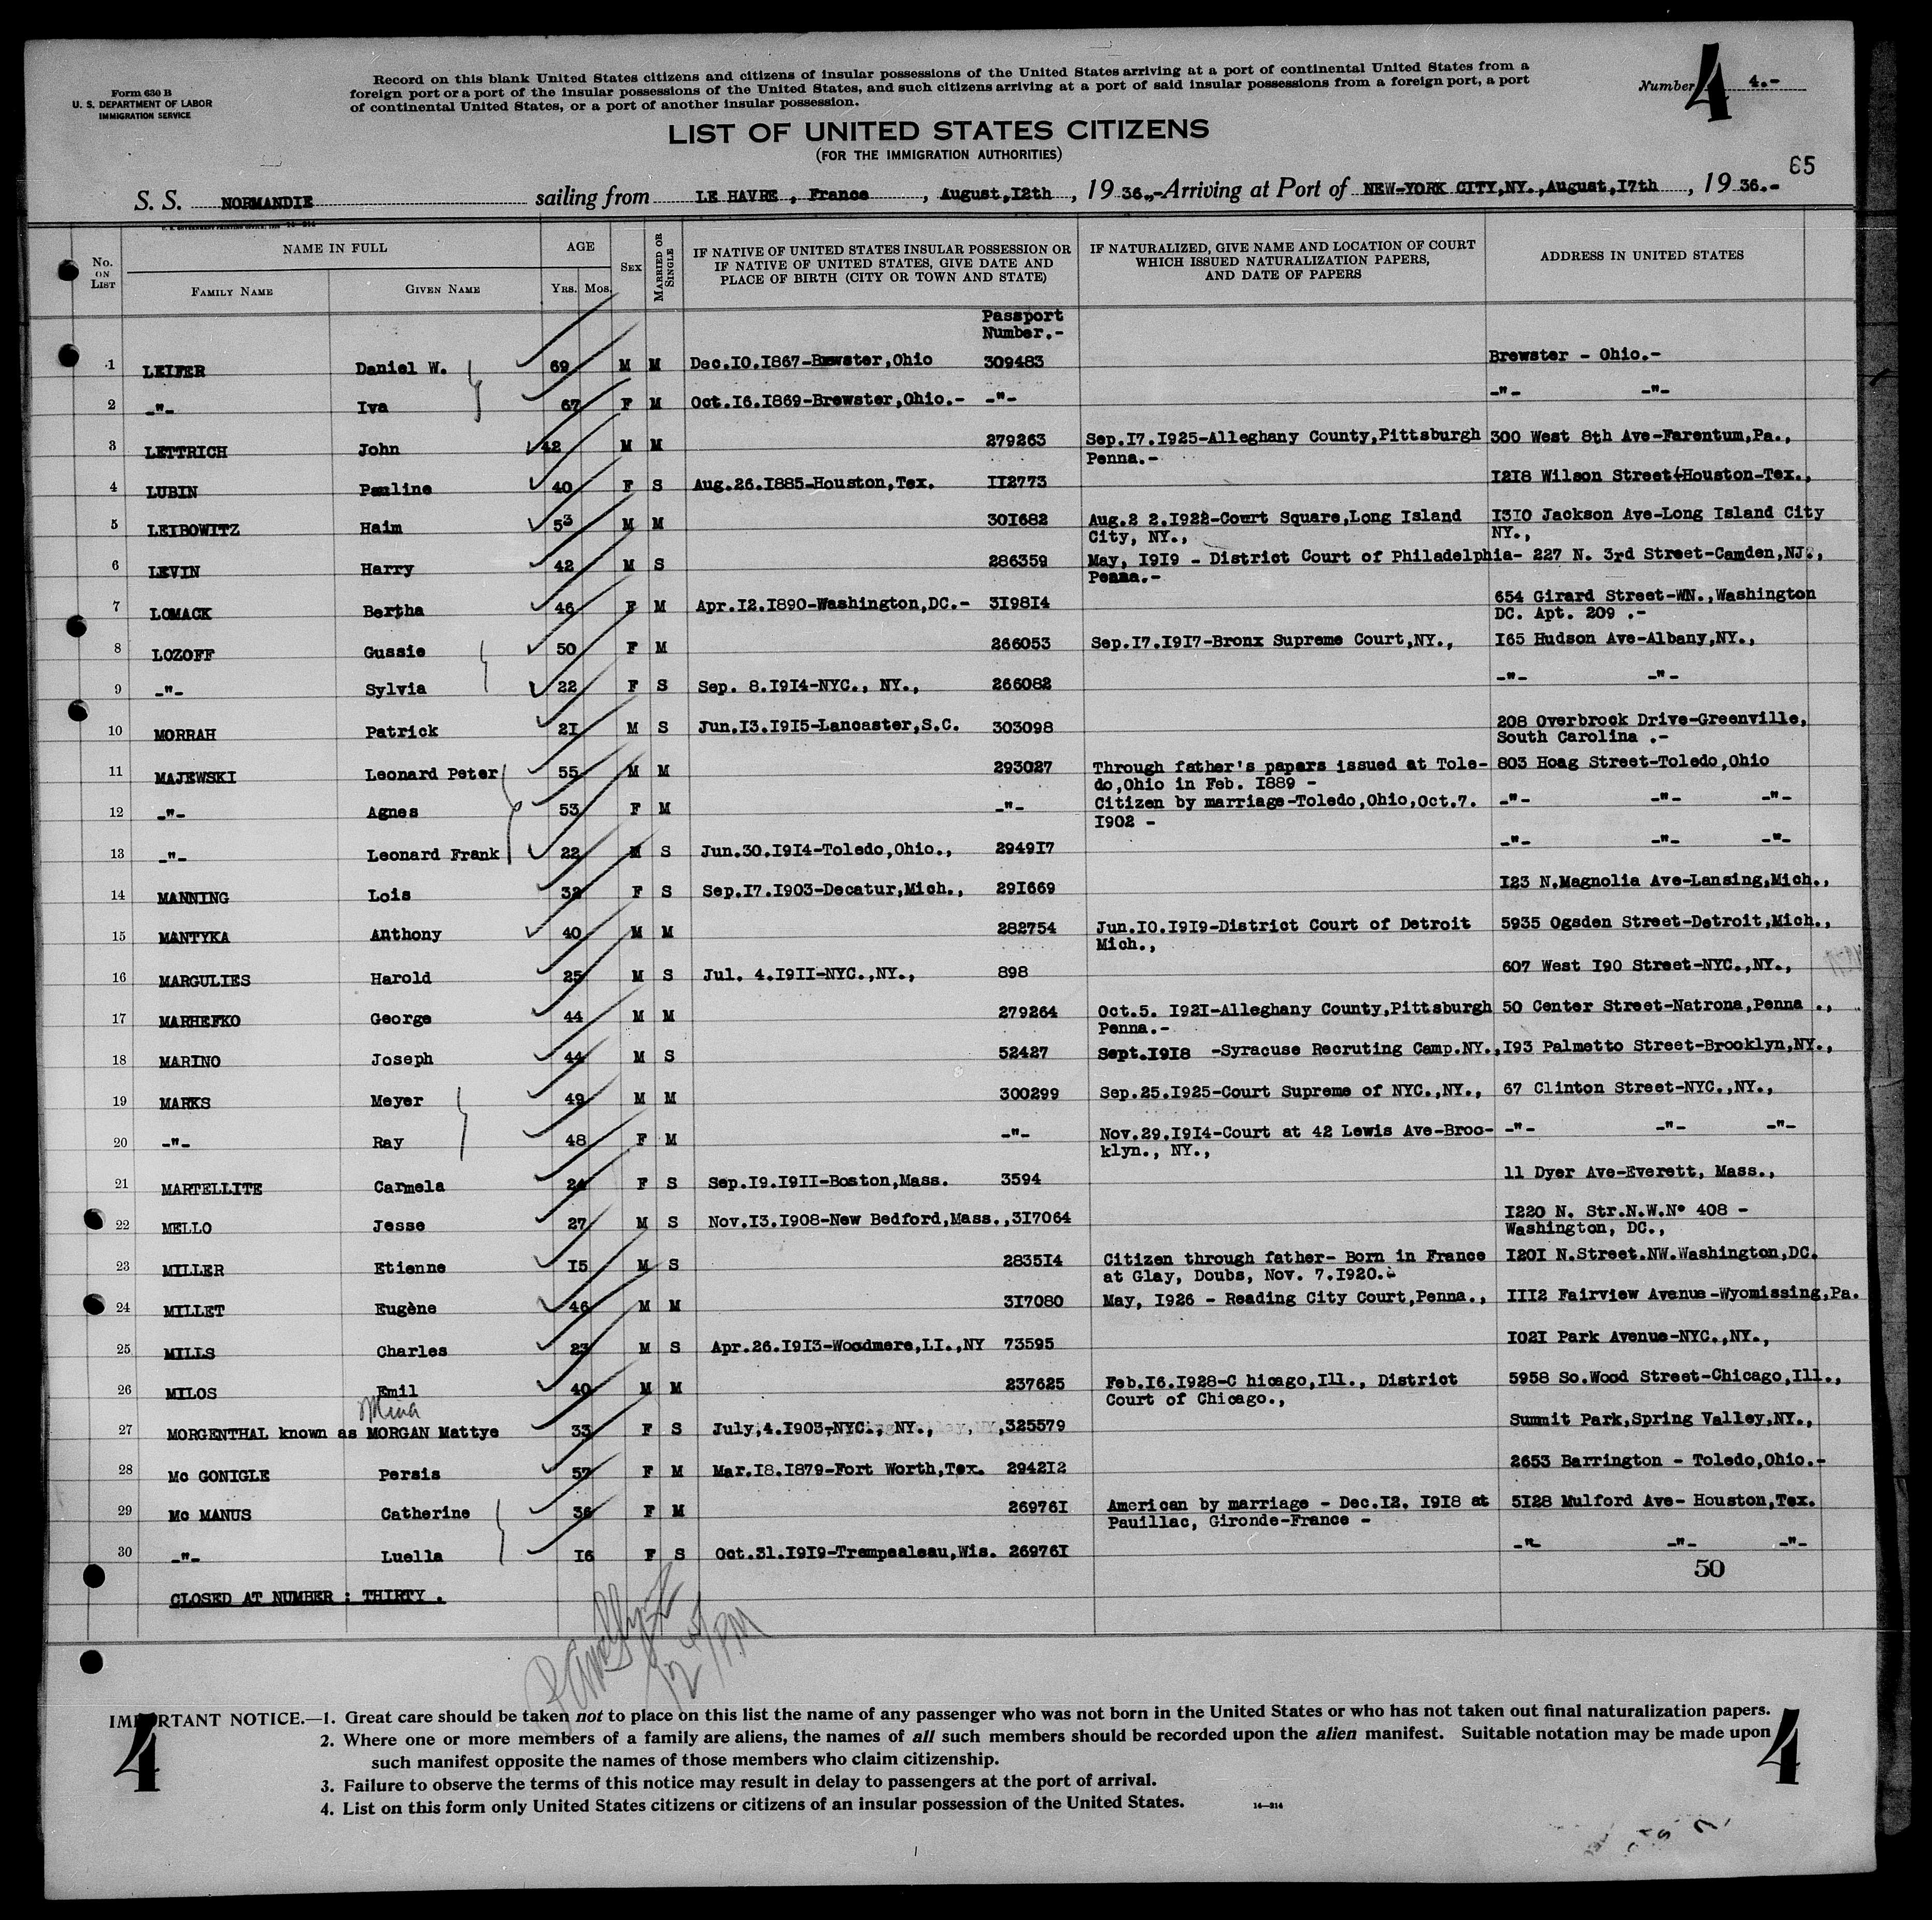 Form 630 B
U. S. DEPARTMENT OF LABOR
IMMIGRATION SERVICE
Record on this blank United States citizens and citizens of insular possessions of the United States arriving at a port of continental United States from a
foreign port or a port of the insular possessions of the United States, and such citizens arriving at a port of said insular possessions from a foreign port, a port
of continental United States, or a port of another insular possession.
Number 4 4.-
LIST OF UNITED STATES CITIZENS
(FOR THE IMMIGRATION AUTHORITIES)
65
S. S. NORMANDIE sailing from LE HAVRE, France, August,12th, 1936.,-Arriving at Port of NEW-YORK CITY,NY.,August,17th, 1936.-
No. ON LIST NAME IN FULL FAMILY NAME GIVEN NAME AGE YRS. MOS. SEX MARRIED OR SINGLE IF NATIVE OF UNITED STATES INSULAR POSSESSION OR IF NATIVE OF UNITED STATES, GIVE DATE AND PLACE OF BIRTH (CITY OR TOWN AND STATE) IF NATURALIZED, GIVE NAME AND LOCATION OF COURT WHICH ISSUED NATURALIZATION PAPERS, AND DATE OF PAPERS ADDRESS IN UNITED STATES
Passport
Number.-
1 LEIFER Daniel W. 69 M M Dec.10.1867-Brewster,Ohio 309483 Brewster - Ohio.-
2 -"- Iva 67 F M Oct.16.1869-Brewster,Ohio.- -"- -"- -"-
3 LETTRICH John 42 M M 279263 Sep.17.1925-Alleghany County,Pittsburgh 300 West 8th Ave-Farentum,Pa.,
Penna.-
4 LUBIN Pauline 40 F S Aug.26.1885-Houston,Tex. 112773 1218 Wilson Street-Houston-Tex.,
5 LEIBOWITZ Haim 53 M M 301682 Aug.2 2.1922-Court Square,Long Island 1310 Jackson Ave-Long Island City
City, NY., NY.,
6 LEVIN Harry 42 M S 286359 May, 1919 - District Court of Philadelphia- 227 N. 3rd Street-Camden,NJ.,
Penna.-
7 LOMACK Bertha 46 F M Apr.12.1890-Washington,DC.- 319814 654 Girard Street-WN.,Washington
DC. Apt. 209 .-
8 LOZOFF Gussie 50 F M 266053 Sep.17.1917-Bronx Supreme Court,NY., 165 Hudson Ave-Albany,NY.,
9 -"- Sylvia 22 F S Sep. 8.1914-NYC., NY., 266082 -"- -"-
10 MORRAH Patrick 21 M S Jun.13.1915-Lancaster,S.C. 303098 208 Overbrock Drive-Greenville,
South Carolina .-
11 MAJEWSKI Leonard Peter 55 M M 293027 Through father's papers issued at Tole- 803 Hoag Street-Toledo,Ohio
do,Ohio in Feb. 1889 -
12 -"- Agnes 53 F M -"- Citizen by marriage-Toledo,Ohio,Oct.7. -"- -"- -"-
1902 -
13 -"- Leonard Frank 22 M S Jun.30.1914-Toledo,Ohio., 294917 -"- -"- -"-
14 MANNING Lois 32 F S Sep.17.1903-Decatur,Mich., 291669 123 N.Magnolia Ave-Lansing,Mich.,
15 MANTYKA Anthony 40 M M 282754 Jun.10.1919-District Court of Detroit 5935 Ogsden Street-Detroit,Mich.,
Mich.,
16 MARGULIES Harold 25 M S Jul. 4.1911-NYC.,NY., 898 607 West 190 Street-NYC.,NY.,
17 MARHEFKO George 44 M M 279264 Oct.5. 1921-Alleghany County,Pittsburgh 50 Center Street-Natrona,Penna .,
Penna.-
18 MARINO Joseph 44 M S 52427 Sept.1918 -Syracuse Recruting Camp.NY., 193 Palmetto Street-Brooklyn,NY.,
19 MARKS Meyer 49 M M 300299 Sep.25.1925-Court Supreme of NYC.,NY., 67 Clinton Street-NYC.,NY.,
20 -"- Ray 48 F M -"- Nov.29.1914-Court at 42 Lewis Ave-Broo- -"- -"- -"-
klyn., NY.,
21 MARTELLITE Carmela 24 F S Sep.19.1911-Boston,Mass. 3594 11 Dyer Ave-Everett, Mass.,
22 MELLO Jesse 27 M S Nov.13.1908-New Bedford,Mass.,317064 1220 N. Str.N.W.N° 408 -
Washington, DC.,
23 MILLER Etienne 15 M S 283514 Citizen through father- Born in France 1201 N.Street.NW.Washington,DC.
at Glay, Doubs, Nov. 7.1920.-
24 MILLET Eugène 46 M M 317080 May, 1926 - Reading City Court,Penna., 1112 Fairview Avenue-Wyomissing,Pa.
25 MILLS Charles 23 M S Apr.26.1913-Woodmere,LI.,NY 73595 1021 Park Avenue-NYC.,NY.,
26 MILOS Emil 40 M M 237625 Feb.16.1928-C hicago,Ill., District 5958 So.Wood Street-Chicago,Ill.,
Court of Chicago.,
Mina
27 MORGENTHAL known as MORGAN Mattye 33 F S July,4.1903-NYC., NY., ,325579 Summit Park,Spring Valley,NY.,
28 Mc GONIGLE Persis 57 F M Mar.18.1879-Fort Worth,Tex. 294212 2653 Barrington - Toledo,Ohio.-
29 Mc MANUS Catherine 36 F M 269761 American by marriage - Dec.12. 1918 at 5128 Mulford Ave- Houston,Tex.
Pauillac, Gironde-France -
30 -"- Luella 16 F S Oct.31.1919-Trempealeau,Wis. 269761 -"- -"- -"-
50
CLOSED AT NUMBER : THIRTY .
12 45 PM
IMPORTANT NOTICE.—1. Great care should be taken not to place on this list the name of any passenger who was not born in the United States or who has not taken out final naturalization papers.
2. Where one or more members of a family are aliens, the names of all such members should be recorded upon the alien manifest. Suitable notation may be made upon
such manifest opposite the names of those members who claim citizenship.
3. Failure to observe the terms of this notice may result in delay to passengers at the port of arrival.
4. List on this form only United States citizens or citizens of an insular possession of the United States. 14—214
4 4